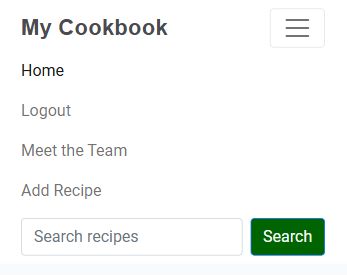 My Cookbook
Home
Logout
Meet the Team
Add Recipe
Search recipes
Search